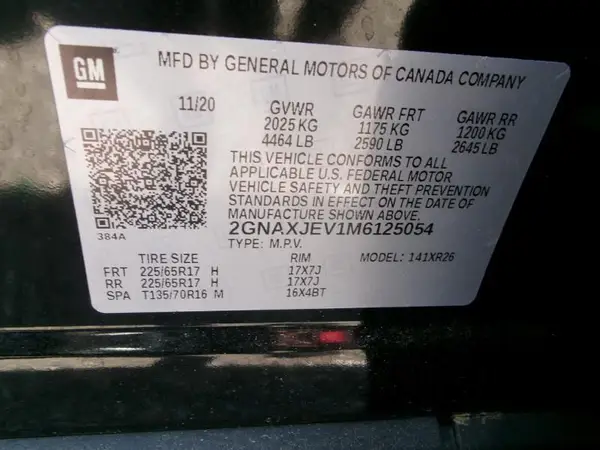 GM
MFD BY GENERAL MOTORS OF CANADA COMPANY
11/20 GVWR GAWR FRT GAWR RR
2025 KG 1175 KG 1200 KG
4464 LB 2590 LB 2645 LB
THIS VEHICLE CONFORMS TO ALL
APPLICABLE U.S. FEDERAL MOTOR
VEHICLE SAFETY AND THEFT PREVENTION
STANDARDS IN EFFECT ON THE DATE OF
MANUFACTURE SHOWN ABOVE.
384A 2GNAXJEV1M6125054
TYPE: M.P.V. MODEL: 141XR26
TIRE SIZE RIM
FRT 225/65R17 H 17X7J
RR 225/65R17 H 17X7J
SPA T135/70R16 M 16X4BT